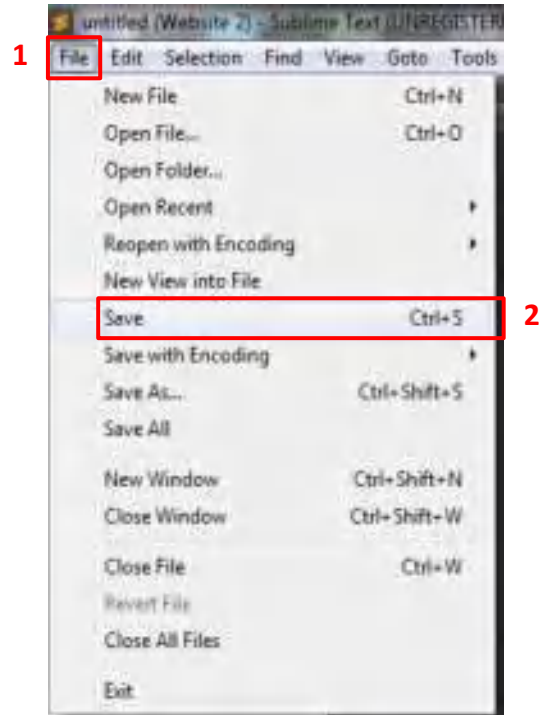 untitled (Website 2) - Sublime Text (UNREGISTER
1
File Edit Selection Find View Goto Tools
New File Ctrl+N
Open File... Ctrl+O
Open Folder...
Open Recent
Reopen with Encoding
New View into File
Save Ctrl+S
2
Save with Encoding
Save As... Ctrl+Shift+S
Save All
New Window Ctrl+Shift+N
Close Window Ctrl+Shift+W
Close File Ctrl+W
Revert File
Close All Files
Exit